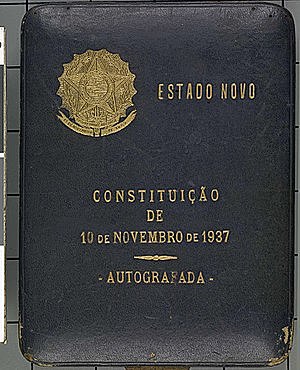 ESTADO NOVO
CONSTITUIÇÃO
DE
10 DE NOVEMBRO DE 1937
- AUTOGRAFADA -